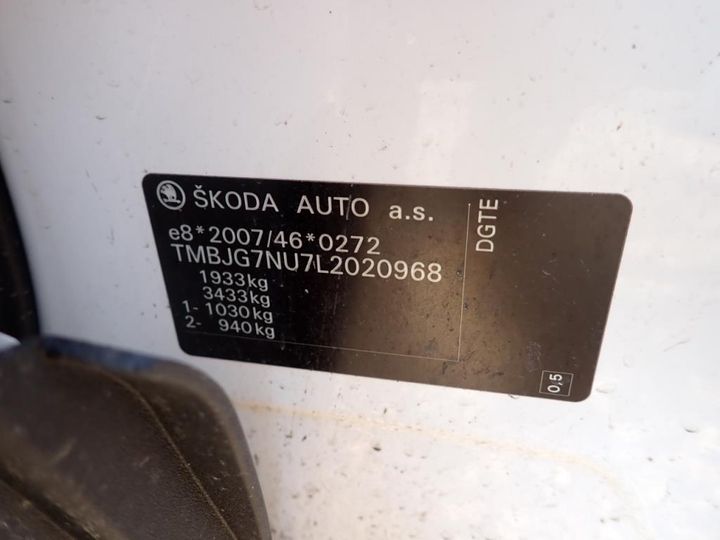 ŠKODA AUTO a.s.
e8*2007/46*0272
TMBJG7NU7L2020968
1933kg
3433kg
1- 1030kg
2- 940kg
DGTE
0,5